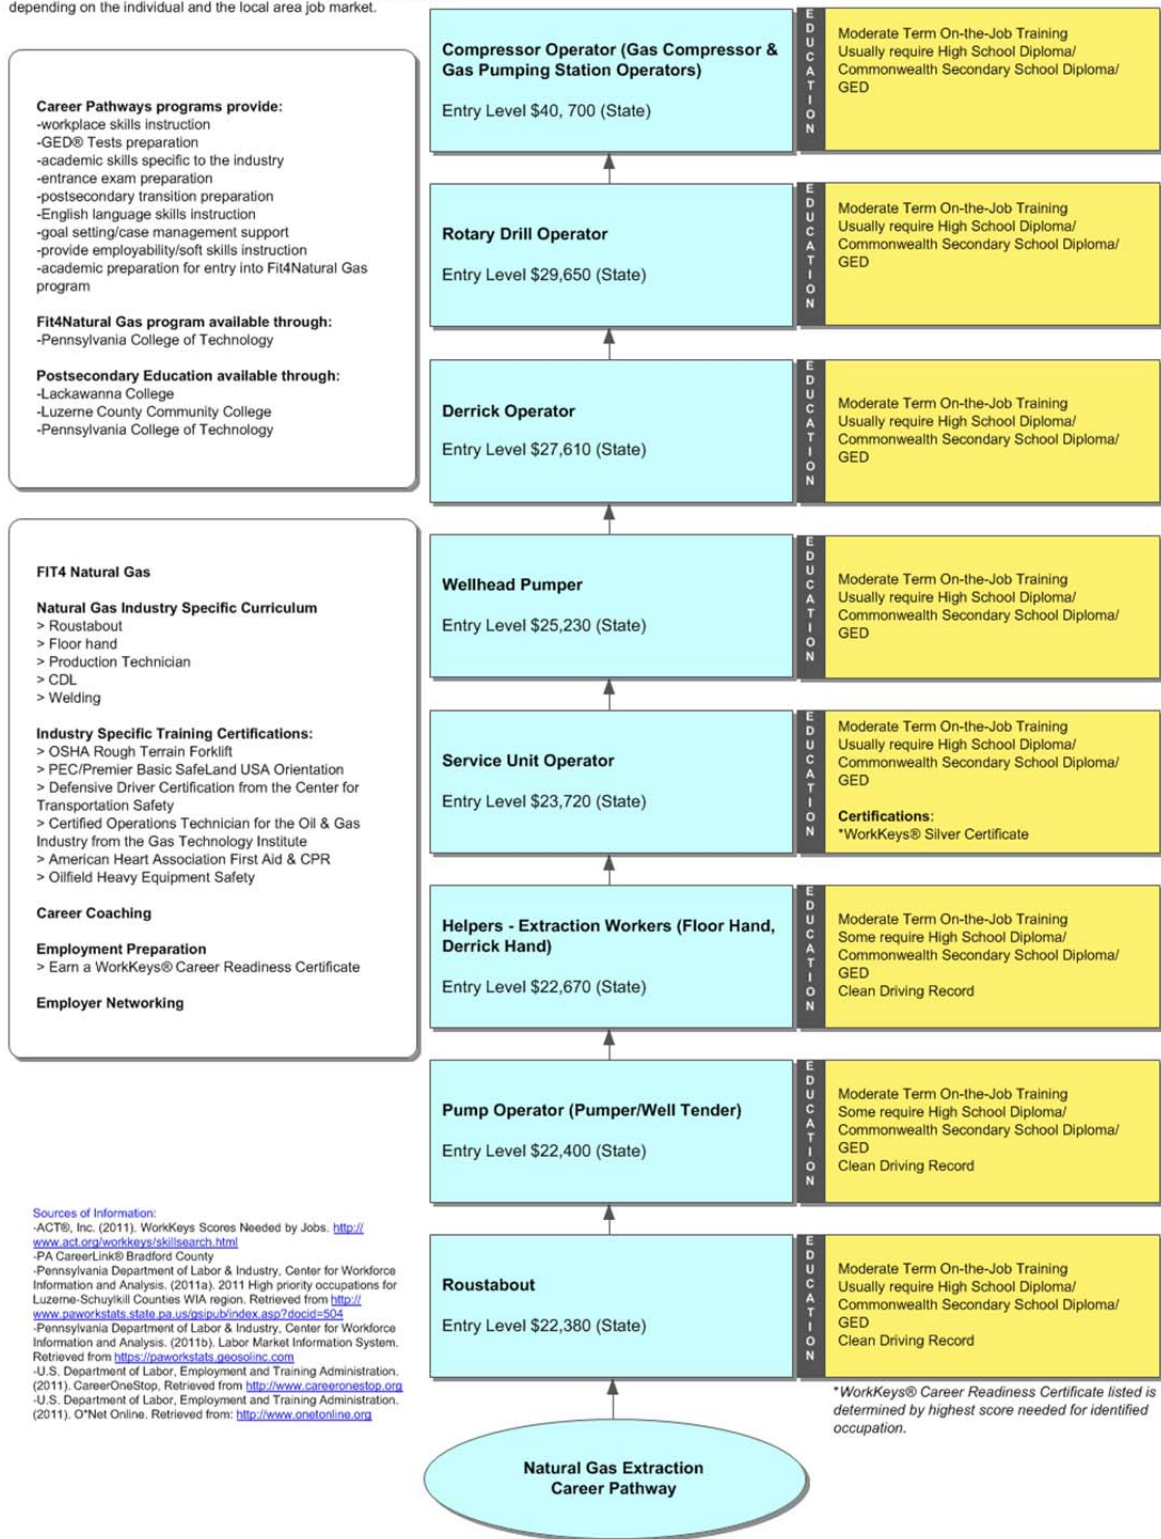 depending on the individual and the local area job market.
Career Pathways programs provide:
-workplace skills instruction
-GED® Tests preparation
-academic skills specific to the industry
-entrance exam preparation
-postsecondary transition preparation
-English language skills instruction
-goal setting/case management support
-provide employability/soft skills instruction
-academic preparation for entry into Fit4Natural Gas
program
Fit4Natural Gas program available through:
-Pennsylvania College of Technology
Postsecondary Education available through:
-Lackawanna College
-Luzerne County Community College
-Pennsylvania College of Technology
FIT4 Natural Gas
Natural Gas Industry Specific Curriculum
> Roustabout
> Floor hand
> Production Technician
> CDL
> Welding
Industry Specific Training Certifications:
> OSHA Rough Terrain Forklift
> PEC/Premier Basic SafeLand USA Orientation
> Defensive Driver Certification from the Center for
Transportation Safety
> Certified Operations Technician for the Oil & Gas
Industry from the Gas Technology Institute
> American Heart Association First Aid & CPR
> Oilfield Heavy Equipment Safety
Career Coaching
Employment Preparation
> Earn a WorkKeys® Career Readiness Certificate
Employer Networking
Sources of Information:
-ACT®, Inc. (2011). WorkKeys Scores Needed by Jobs. http://
www.act.org/workkeys/skillsearch.html
-PA CareerLink® Bradford County
-Pennsylvania Department of Labor & Industry, Center for Workforce
Information and Analysis. (2011a). 2011 High priority occupations for
Luzerne-Schuylkill Counties WIA region. Retrieved from http://
www.paworkstats.state.pa.us/gsipub/index.asp?docid=504
-Pennsylvania Department of Labor & Industry, Center for Workforce
Information and Analysis. (2011b). Labor Market Information System.
Retrieved from https://paworkstats.geosolinc.com
-U.S. Department of Labor, Employment and Training Administration.
(2011). CareerOneStop, Retrieved from http://www.careeronestop.org
-U.S. Department of Labor, Employment and Training Administration.
(2011). O*Net Online. Retrieved from: http://www.onetonline.org
Compressor Operator (Gas Compressor &
Gas Pumping Station Operators)
Entry Level $40, 700 (State)
EDUCATION
Moderate Term On-the-Job Training
Usually require High School Diploma/
Commonwealth Secondary School Diploma/
GED
Rotary Drill Operator
Entry Level $29,650 (State)
EDUCATION
Moderate Term On-the-Job Training
Usually require High School Diploma/
Commonwealth Secondary School Diploma/
GED
Derrick Operator
Entry Level $27,610 (State)
EDUCATION
Moderate Term On-the-Job Training
Usually require High School Diploma/
Commonwealth Secondary School Diploma/
GED
Wellhead Pumper
Entry Level $25,230 (State)
EDUCATION
Moderate Term On-the-Job Training
Usually require High School Diploma/
Commonwealth Secondary School Diploma/
GED
Service Unit Operator
Entry Level $23,720 (State)
EDUCATION
Moderate Term On-the-Job Training
Usually require High School Diploma/
Commonwealth Secondary School Diploma/
GED
Certifications:
*WorkKeys® Silver Certificate
Helpers - Extraction Workers (Floor Hand,
Derrick Hand)
Entry Level $22,670 (State)
EDUCATION
Moderate Term On-the-Job Training
Some require High School Diploma/
Commonwealth Secondary School Diploma/
GED
Clean Driving Record
Pump Operator (Pumper/Well Tender)
Entry Level $22,400 (State)
EDUCATION
Moderate Term On-the-Job Training
Some require High School Diploma/
Commonwealth Secondary School Diploma/
GED
Clean Driving Record
Roustabout
Entry Level $22,380 (State)
EDUCATION
Moderate Term On-the-Job Training
Usually require High School Diploma/
Commonwealth Secondary School Diploma/
GED
Clean Driving Record
*WorkKeys® Career Readiness Certificate listed is
determined by highest score needed for identified
occupation.
Natural Gas Extraction
Career Pathway